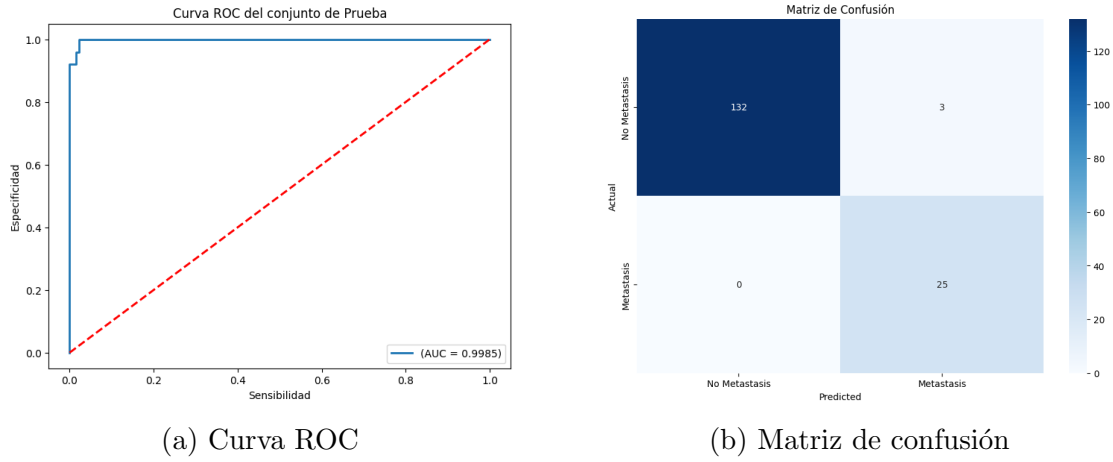 Curva ROC del conjunto de Prueba
1.0
0.8
0.6
0.4
0.2
0.0
Especificidad
0.0 0.2 0.4 0.6 0.8 1.0
Sensibilidad
(AUC = 0.9985)
(a) Curva ROC
Matriz de Confusión
No Metastasis
Metastasis
Actual
132 3
0 25
No Metastasis Metastasis
Predicted
120
100
80
60
40
20
0
(b) Matriz de confusión